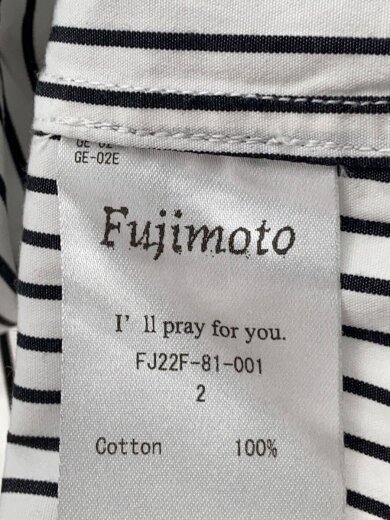 GE-02E
Fujimoto
I' ll pray for you.
FJ22F-81-001
2
Cotton 100%